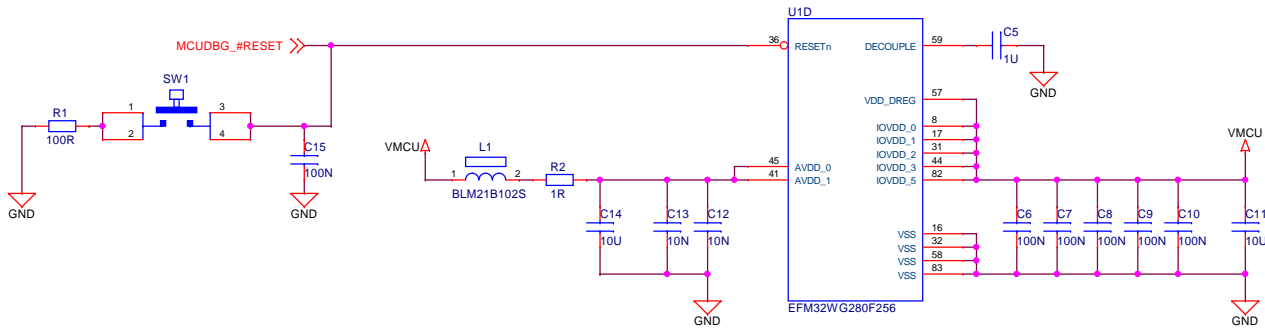 U1D
MCUDBG_#RESET
36
RESETn
DECOUPLE
59
C5
1U
GND
SW1
R1
100R
1
2
3
4
C15
100N
GND
GND
VDD_DREG
57
IOVDD_0
8
IOVDD_1
17
IOVDD_2
31
IOVDD_3
44
IOVDD_5
82
VMCU
VMCU
1
L1
2
BLM21B102S
R2
1R
45
AVDD_0
41
AVDD_1
C14
10U
C13
10N
C12
10N
GND
VSS
16
VSS
32
VSS
58
VSS
83
C6
100N
C7
100N
C8
100N
C9
100N
C10
100N
C11
10U
GND
EFM32WG280F256